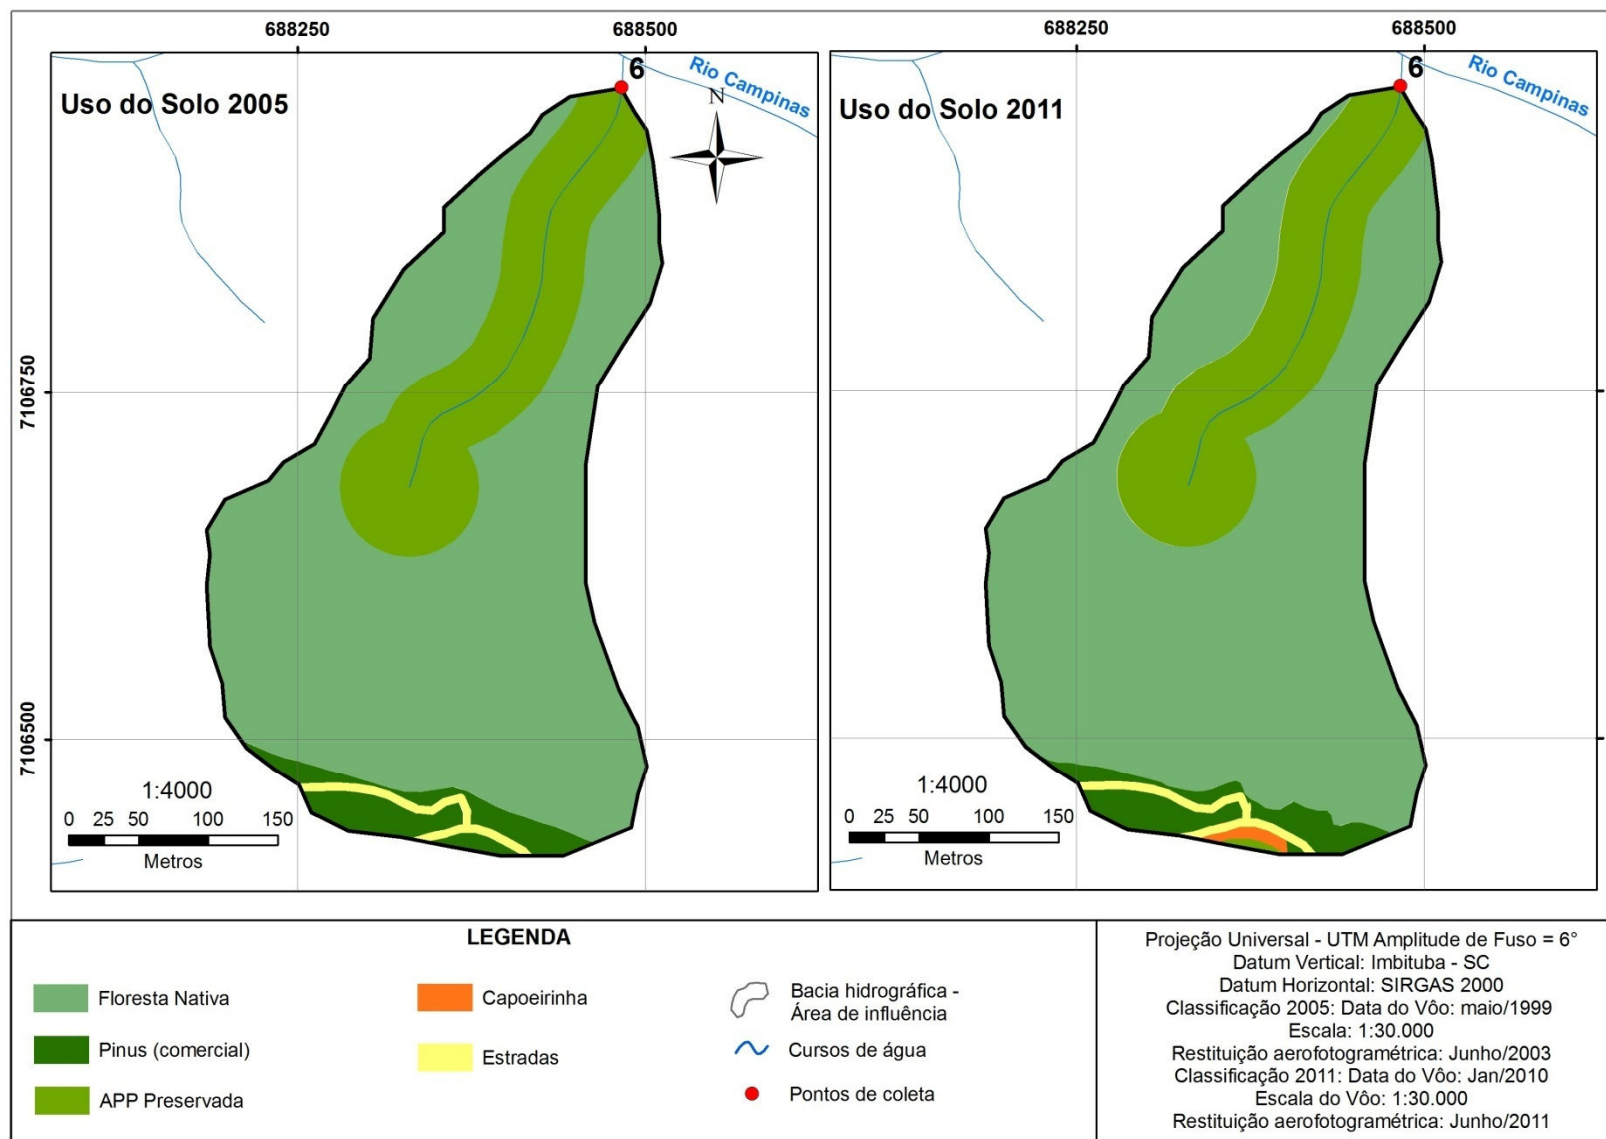 688250
688500
688250
688500
Uso do Solo 2005
6
Rio Campinas
N
Uso do Solo 2011
6
Rio Campinas
7106750
7106500
1:4000
0 25 50 100 150
Metros
1:4000
0 25 50 100 150
Metros
LEGENDA
Floresta Nativa
Pinus (comercial)
APP Preservada
Capoeirinha
Estradas
Bacia hidrográfica -
Área de influência
Cursos de água
Pontos de coleta
Projeção Universal - UTM Amplitude de Fuso = 6°
Datum Vertical: Imbituba - SC
Datum Horizontal: SIRGAS 2000
Classificação 2005: Data do Vôo: maio/1999
Escala: 1:30.000
Restituição aerofotogramétrica: Junho/2003
Classificação 2011: Data do Vôo: Jan/2010
Escala do Vôo: 1:30.000
Restituição aerofotogramétrica: Junho/2011